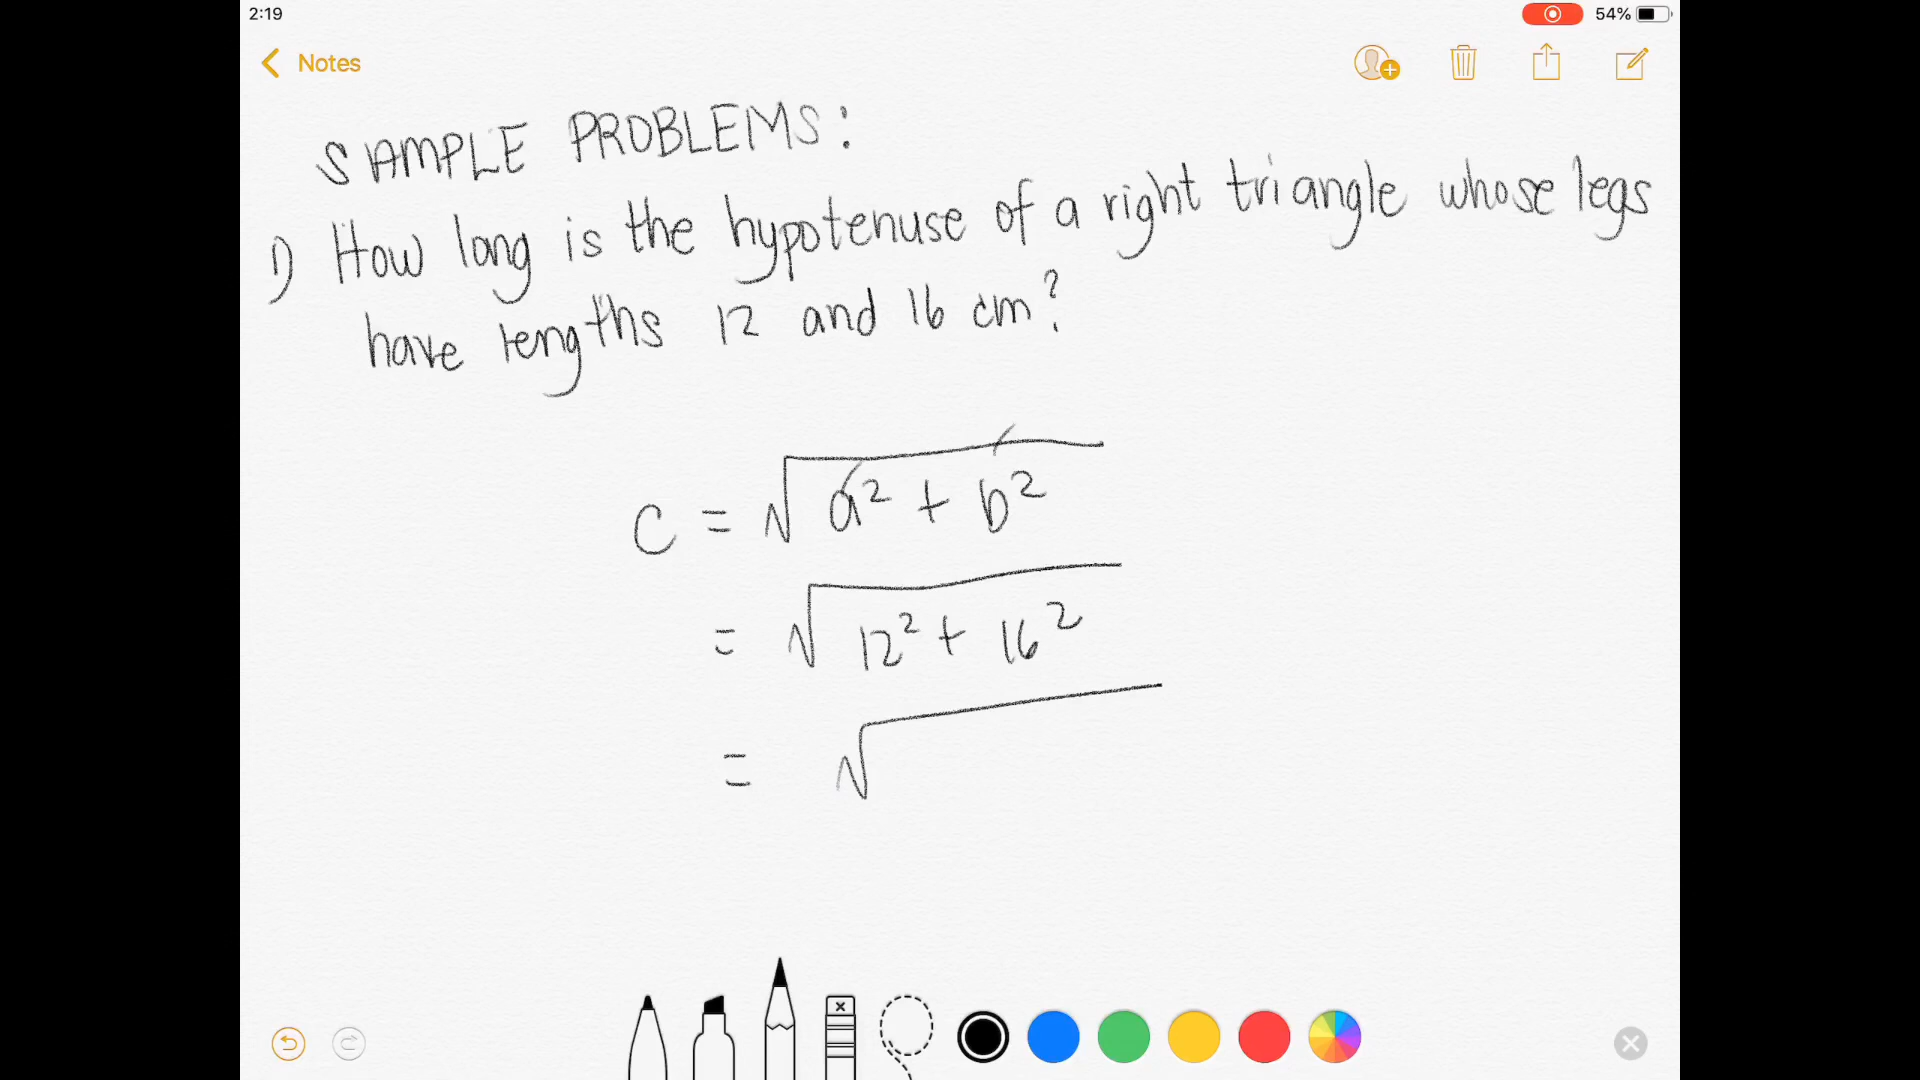 2:19
54%
Notes
SAMPLE PROBLEMS:
1) How long is the hypotenuse of a right triangle whose legs
have lengths 12 and 16 cm?
c = √a² + b²
= √12² + 16²
= √